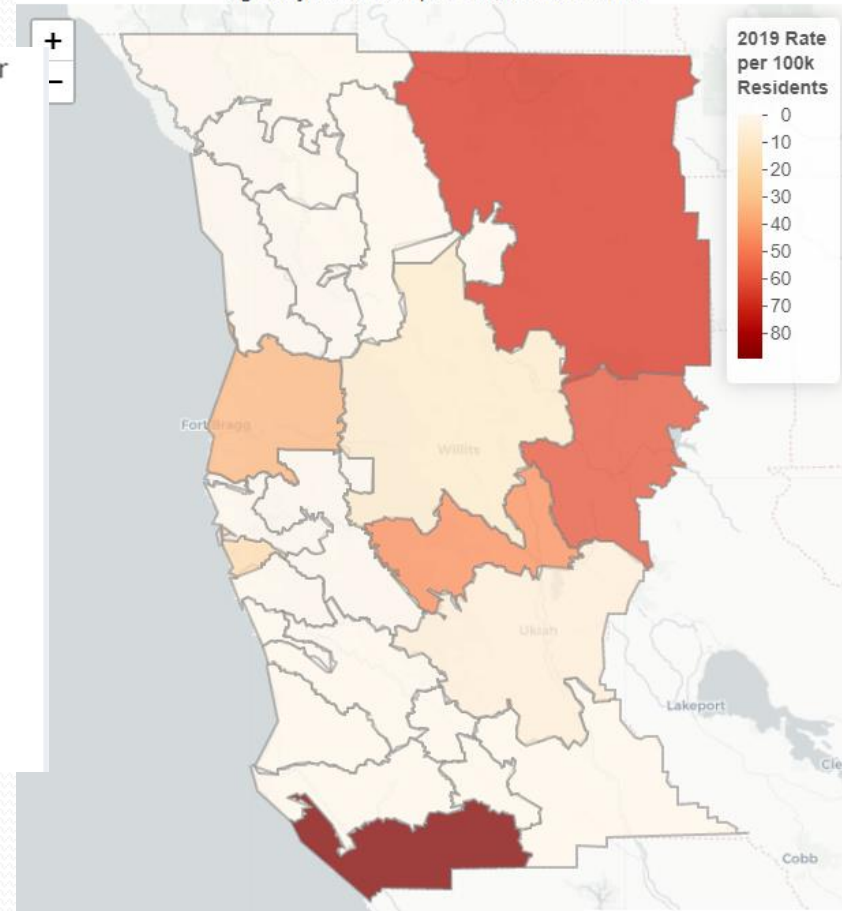 +
r
−
2019 Rate
per 100k
Residents
0
10
20
30
40
50
60
70
80
Fort Bragg
Willits
Ukiah
Lakeport
Cle
Cobb